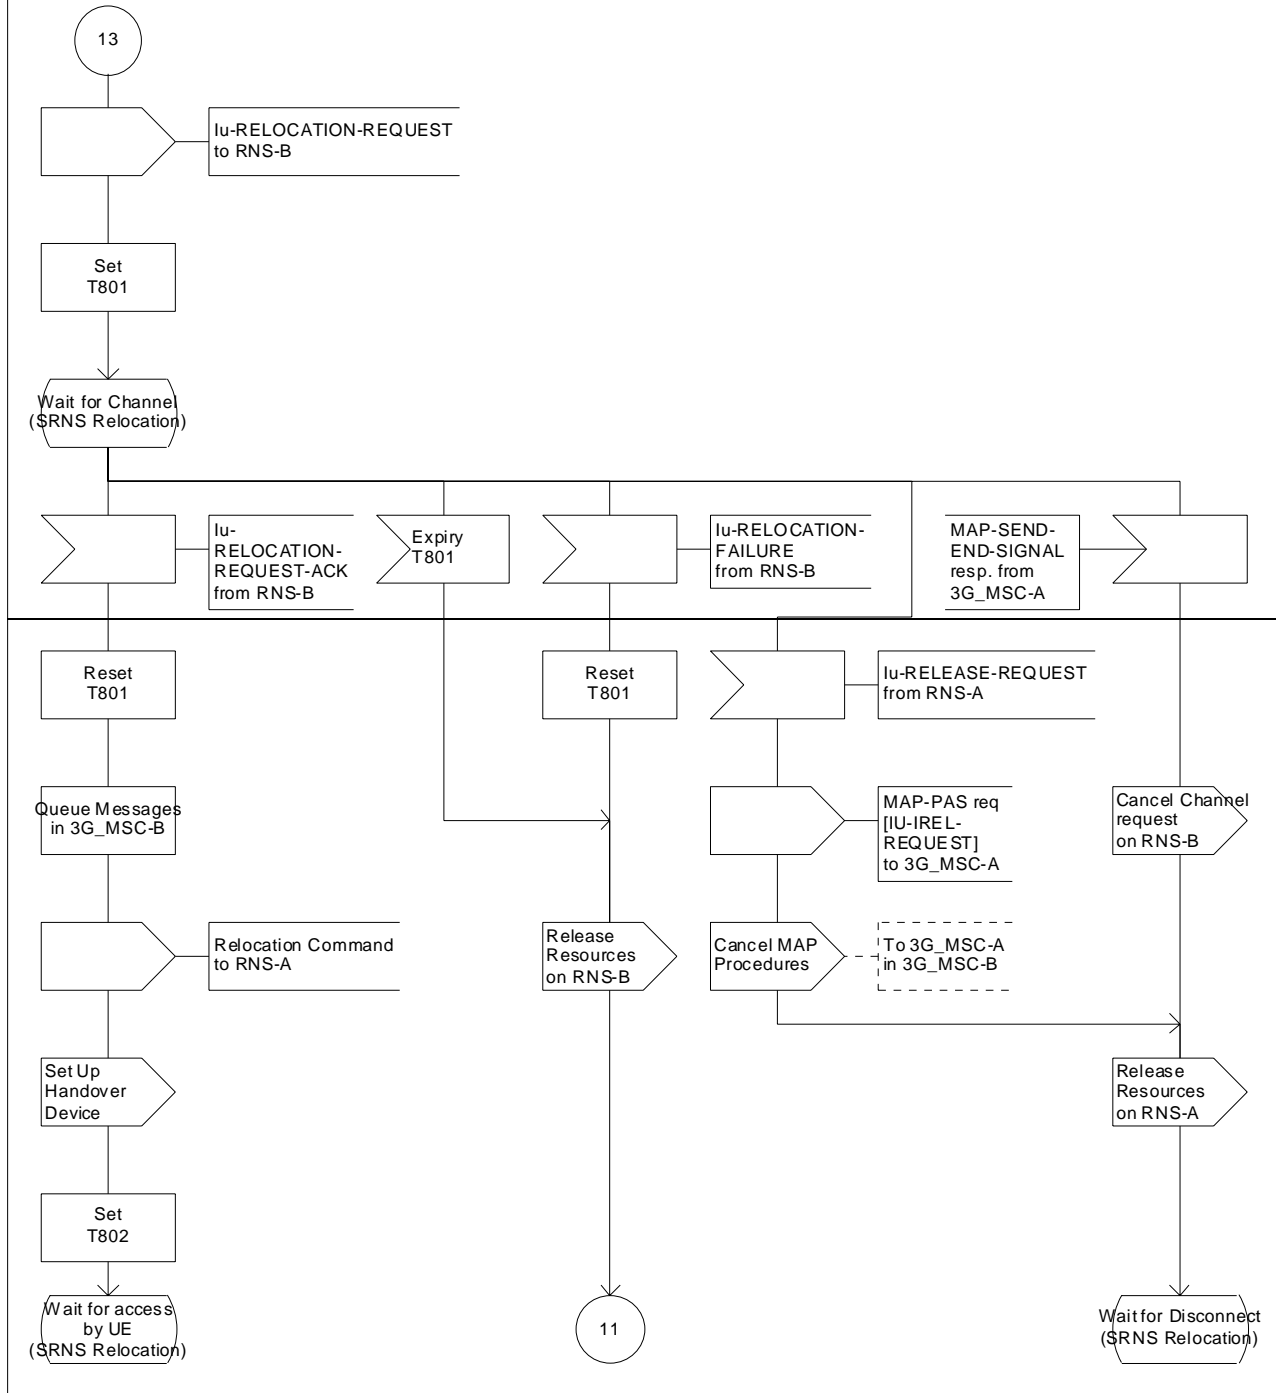 13
Iu-RELOCATION-REQUEST
to RNS-B
Set
T801
Wait for Channel
(SRNS Relocation)
Iu-
RELOCATION-
REQUEST-ACK
from RNS-B
Expiry
T801
Iu-RELOCATION-
FAILURE
from RNS-B
MAP-SEND-
END-SIGNAL
resp. from
3G_MSC-A
Reset
T801
Reset
T801
Iu-RELEASE-REQUEST
from RNS-A
Queue Messages
in 3G_MSC-B
MAP-PAS req
[IU-IREL-
REQUEST]
to 3G_MSC-A
Cancel Channel
request
on RNS-B
Relocation Command
to RNS-A
Release
Resources
on RNS-B
Cancel MAP
Procedures
To 3G_MSC-A
in 3G_MSC-B
Set Up
Handover
Device
Release
Resources
on RNS-A
Set
T802
Wait for access
by UE
(SRNS Relocation)
11
Wait for Disconnect
(SRNS Relocation)